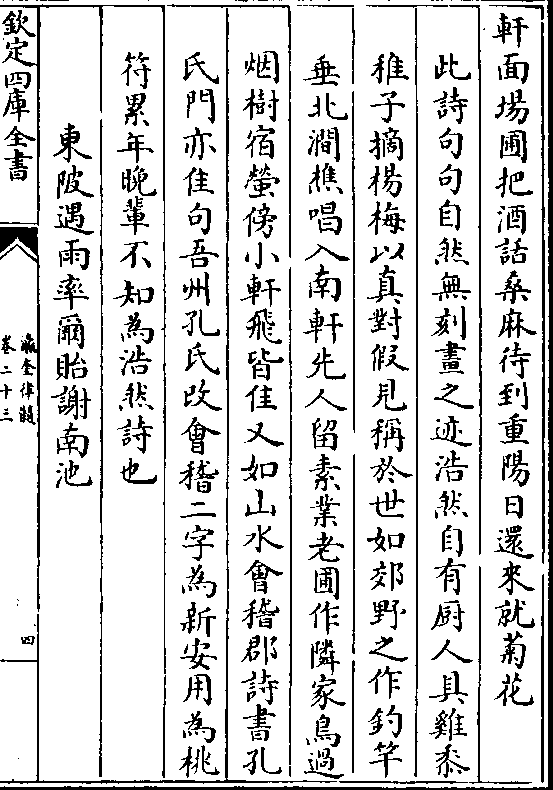 軒面場圃把酒話桑麻待到重陽日還來就菊花
此詩句句自然無刻畫之迹浩然自有厨人具雞黍
稚子摘楊梅以真對假見稱於世如郊野之作釣竿
垂北澗樵唱入南軒先人留素業老圃作隣家鳥過
烟樹宿螢傍小軒飛皆佳又如山水㑹稽郡詩書孔
氏門亦佳句吾州孔氏改㑹稽二字為新安用為桃
符累年晚輩不知為浩然詩也
東陂遇雨率爾貽謝南池
欽定四庫全書
瀛奎律髓
卷二十三
四